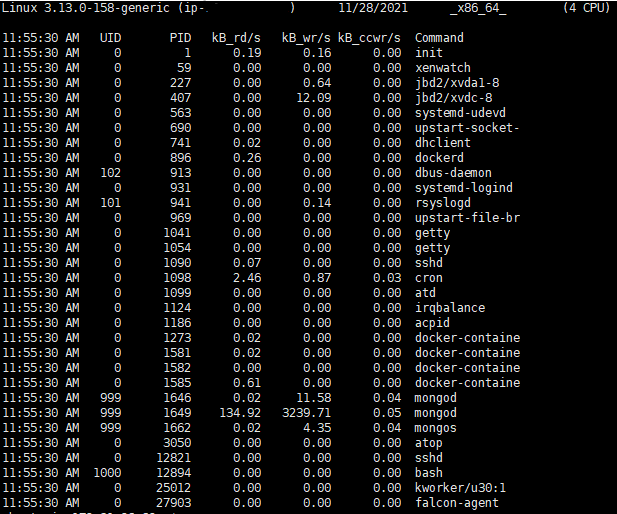 Linux 3.13.0-158-generic (ip- ) 11/28/2021 _x86_64_ (4 CPU)
11:55:30 AM UID PID kB_rd/s kB_wr/s kB_ccwr/s Command
11:55:30 AM 0 1 0.19 0.16 0.00 init
11:55:30 AM 0 59 0.00 0.00 0.00 xenwatch
11:55:30 AM 0 227 0.00 0.64 0.00 jbd2/xvda1-8
11:55:30 AM 0 407 0.00 12.09 0.00 jbd2/xvdc-8
11:55:30 AM 0 563 0.00 0.00 0.00 systemd-udevd
11:55:30 AM 0 690 0.00 0.00 0.00 upstart-socket-
11:55:30 AM 0 741 0.02 0.00 0.00 dhclient
11:55:30 AM 0 896 0.26 0.00 0.00 dockerd
11:55:30 AM 102 913 0.00 0.00 0.00 dbus-daemon
11:55:30 AM 0 931 0.00 0.00 0.00 systemd-logind
11:55:30 AM 101 941 0.00 0.14 0.00 rsyslogd
11:55:30 AM 0 969 0.00 0.00 0.00 upstart-file-br
11:55:30 AM 0 1041 0.00 0.00 0.00 getty
11:55:30 AM 0 1054 0.00 0.00 0.00 getty
11:55:30 AM 0 1090 0.07 0.00 0.00 sshd
11:55:30 AM 0 1098 2.46 0.87 0.03 cron
11:55:30 AM 0 1099 0.00 0.00 0.00 atd
11:55:30 AM 0 1124 0.00 0.00 0.00 irqbalance
11:55:30 AM 0 1186 0.00 0.00 0.00 acpid
11:55:30 AM 0 1273 0.02 0.00 0.00 docker-containe
11:55:30 AM 0 1581 0.02 0.00 0.00 docker-containe
11:55:30 AM 0 1582 0.00 0.00 0.00 docker-containe
11:55:30 AM 0 1585 0.61 0.00 0.00 docker-containe
11:55:30 AM 999 1646 0.02 11.58 0.04 mongod
11:55:30 AM 999 1649 134.92 3239.71 0.05 mongod
11:55:30 AM 999 1662 0.02 4.35 0.04 mongos
11:55:30 AM 0 3050 0.00 0.00 0.00 atop
11:55:30 AM 0 12821 0.00 0.00 0.00 sshd
11:55:30 AM 1000 12894 0.00 0.00 0.00 bash
11:55:30 AM 0 25012 0.00 0.00 0.00 kworker/u30:1
11:55:30 AM 0 27903 0.00 0.00 0.00 falcon-agent